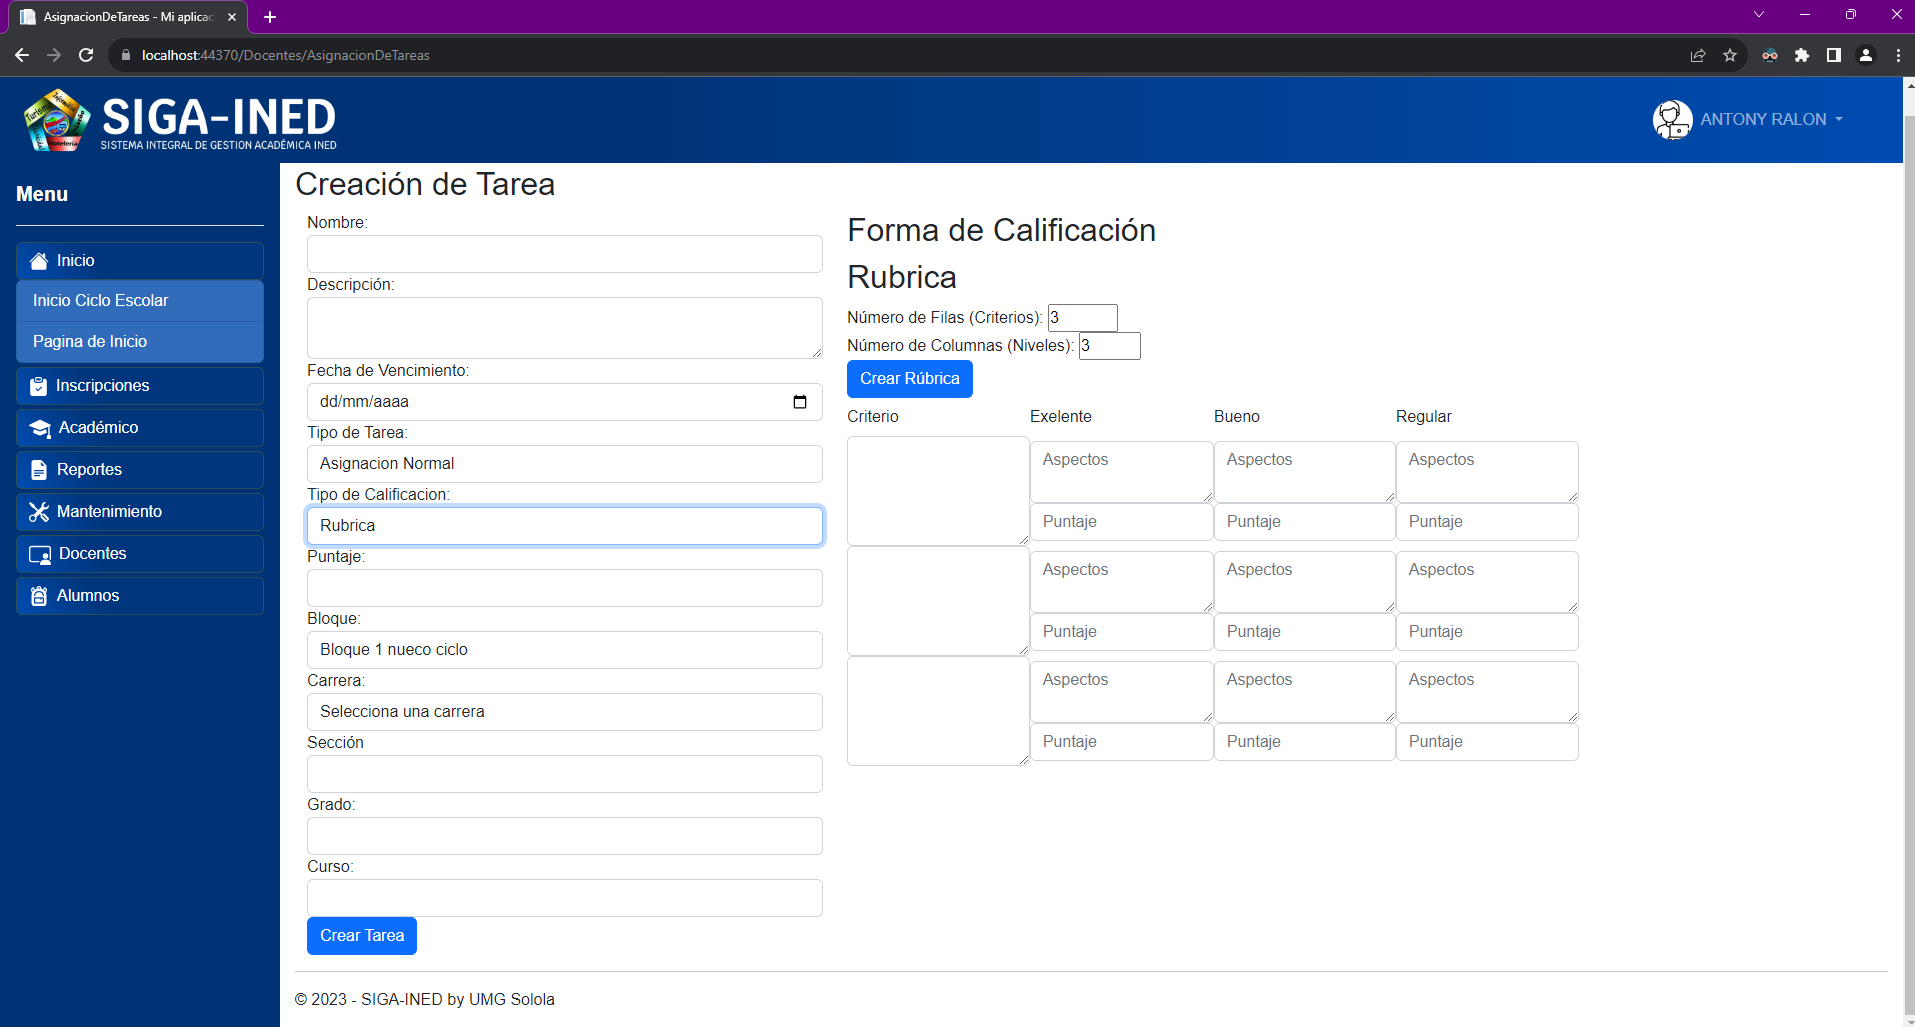 AsignacionDeTareas - Mi aplicac
localhost:44370/Docentes/AsignacionDeTareas
SIGA-INED
SISTEMA INTEGRAL DE GESTION ACADÉMICA INED
ANTONY RALON
Menu
Inicio
Inicio Ciclo Escolar
Pagina de Inicio
Inscripciones
Académico
Reportes
Mantenimiento
Docentes
Alumnos
Creación de Tarea
Nombre:
Descripción:
Fecha de Vencimiento:
dd/mm/aaaa
Tipo de Tarea:
Asignacion Normal
Tipo de Calificacion:
Rubrica
Puntaje:
Bloque:
Bloque 1 nueco ciclo
Carrera:
Selecciona una carrera
Sección
Grado:
Curso:
Crear Tarea
Forma de Calificación
Rubrica
Número de Filas (Criterios): 3
Número de Columnas (Niveles): 3
Crear Rúbrica
Criterio Exelente Bueno Regular
Aspectos Aspectos Aspectos
Puntaje Puntaje Puntaje
Aspectos Aspectos Aspectos
Puntaje Puntaje Puntaje
Aspectos Aspectos Aspectos
Puntaje Puntaje Puntaje
© 2023 - SIGA-INED by UMG Solola